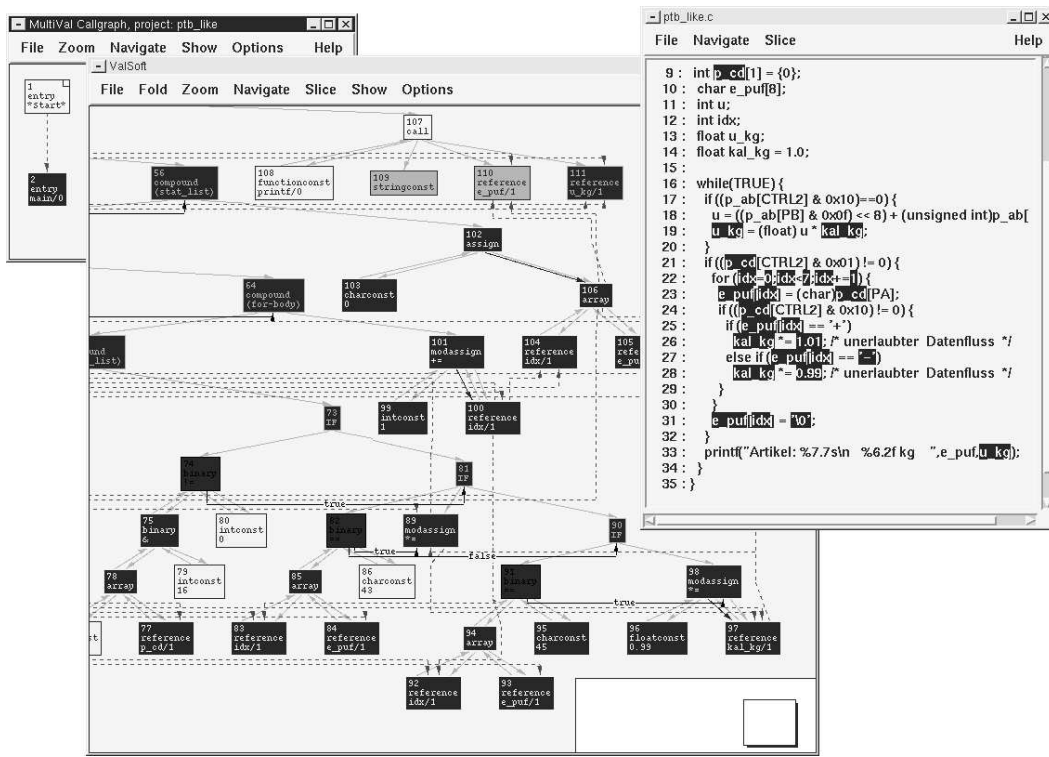 MultiVal Callgraph, project: ptb_like
File Zoom Navigate Show Options Help
1
entry
*start*
2
entry
main/0
ValSoft
File Fold Zoom Navigate Slice Show Options
107
call
56
compound
(stat_list)
108
functionconst
printf/0
109
stringconst
110
reference
e_puf/1
111
reference
u_kg/1
102
assign
64
compound
(for-body)
103
charconst
0
106
array
ound
_list)
101
modassign
+=
104
reference
idx/1
105
refe
e_pu
99
intconst
1
100
reference
idx/1
73
IF
74
binary
!=
81
IF
true
75
binary
&
80
intconst
0
82
binary
==
89
modassign
*=
90
IF
true
false
78
array
79
intconst
16
85
array
86
charconst
43
91
binary
==
98
modassign
*=
true
st
77
reference
p_cd/1
83
reference
idx/1
84
reference
e_puf/1
94
array
95
charconst
45
96
floatconst
0.99
97
reference
kal_kg/1
92
reference
idx/1
93
reference
e_puf/1
ptb_like.c
File Navigate Slice Help
9 : int p_cd[1] = {0};
10 : char e_puf[8];
11 : int u;
12 : int idx;
13 : float u_kg;
14 : float kal_kg = 1.0;
15 :
16 : while(TRUE) {
17 : if ((p_ab[CTRL2] & 0x10)==0) {
18 : u = ((p_ab[PB] & 0x0f) << 8) + (unsigned int)p_ab[
19 : u_kg = (float) u * kal_kg;
20 : }
21 : if ((p_cd[CTRL2] & 0x01) != 0) {
22 : for (idx=0;idx<7;idx+=1) {
23 : e_puf[idx] = (char)p_cd[PA];
24 : if ((p_cd[CTRL2] & 0x10) != 0) {
25 : if (e_puf[idx] == '+')
26 : kal_kg *= 1.01; /* unerlaubter Datenfluss */
27 : else if (e_puf[idx] == '-')
28 : kal_kg *= 0.99; /* unerlaubter Datenfluss */
29 : }
30 : }
31 : e_puf[idx] = '\0';
32 : }
33 : printf("Artikel: %7.7s\n %6.2f kg ",e_puf,u_kg);
34 : }
35 : }